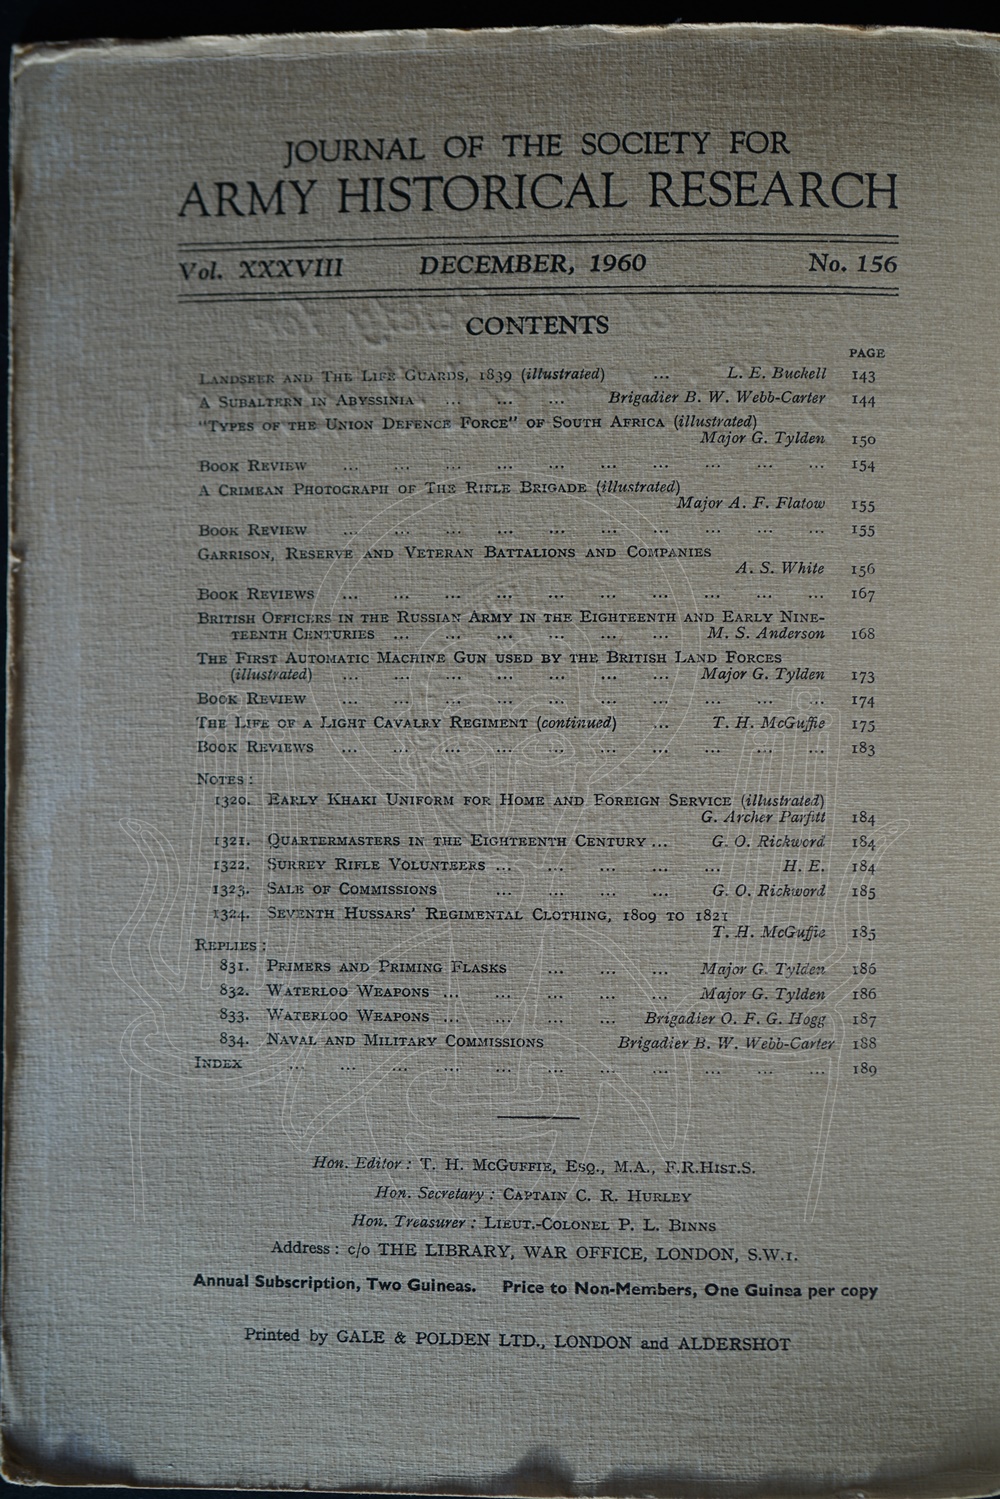 JOURNAL OF THE SOCIETY FOR
ARMY HISTORICAL RESEARCH
Vol. XXXVIII DECEMBER, 1960 No. 156
CONTENTS
PAGE
LANDSEER AND THE LIFE GUARDS, 1839 (illustrated) ... L. E. Buckell 143
A SUBALTERN IN ABYSSINIA ... ... ... Brigadier B. W. Webb-Carter 144
"TYPES OF THE UNION DEFENCE FORCE" OF SOUTH AFRICA (illustrated)
Major G. Tylden 150
BOOK REVIEW ... ... ... ... ... ... ... ... ... ... 154
A CRIMEAN PHOTOGRAPH OF THE RIFLE BRIGADE (illustrated)
Major A. F. Flatow 155
BOOK REVIEW ... ... ... ... ... ... ... ... ... ... 155
GARRISON, RESERVE AND VETERAN BATTALIONS AND COMPANIES
A. S. White 156
BOOK REVIEWS ... ... ... ... ... ... ... ... ... ... 167
BRITISH OFFICERS IN THE RUSSIAN ARMY IN THE EIGHTEENTH AND EARLY NINE-
TEENTH CENTURIES ... ... ... ... ... ... M. S. Anderson 168
THE FIRST AUTOMATIC MACHINE GUN USED BY THE BRITISH LAND FORCES
(illustrated) ... ... ... ... ... ... ... Major G. Tylden 173
BOOK REVIEW ... ... ... ... ... ... ... ... ... ... 174
THE LIFE OF A LIGHT CAVALRY REGIMENT (continued) ... T. H. McGuffie 175
BOOK REVIEWS ... ... ... ... ... ... ... ... ... ... 183
NOTES :
1320. EARLY KHAKI UNIFORM FOR HOME AND FOREIGN SERVICE (illustrated)
G. Archer Parfitt 184
1321. QUARTERMASTERS IN THE EIGHTEENTH CENTURY ... G. O. Rickword 184
1322. SURREY RIFLE VOLUNTEERS ... ... ... ... ... H. E. 184
1323. SALE OF COMMISSIONS ... ... ... ... G. O. Rickword 185
1324. SEVENTH HUSSARS' REGIMENTAL CLOTHING, 1809 TO 1821
T. H. McGuffie 185
REPLIES :
831. PRIMERS AND PRIMING FLASKS ... ... ... Major G. Tylden 186
832. WATERLOO WEAPONS ... ... ... ... ... Major G. Tylden 186
833. WATERLOO WEAPONS ... ... ... ... Brigadier O. F. G. Hogg 187
834. NAVAL AND MILITARY COMMISSIONS Brigadier B. W. Webb-Carter 188
INDEX ... ... ... ... ... ... ... ... ... ... ... 189
Hon. Editor : T. H. MCGUFFIE, ESQ., M.A., F.R.HIST.S.
Hon. Secretary : CAPTAIN C. R. HURLEY
Hon. Treasurer : LIEUT.-COLONEL P. L. BINNS
Address : c/o THE LIBRARY, WAR OFFICE, LONDON, S.W.1.
Annual Subscription, Two Guineas. Price to Non-Members, One Guinea per copy
Printed by GALE & POLDEN LTD., LONDON and ALDERSHOT